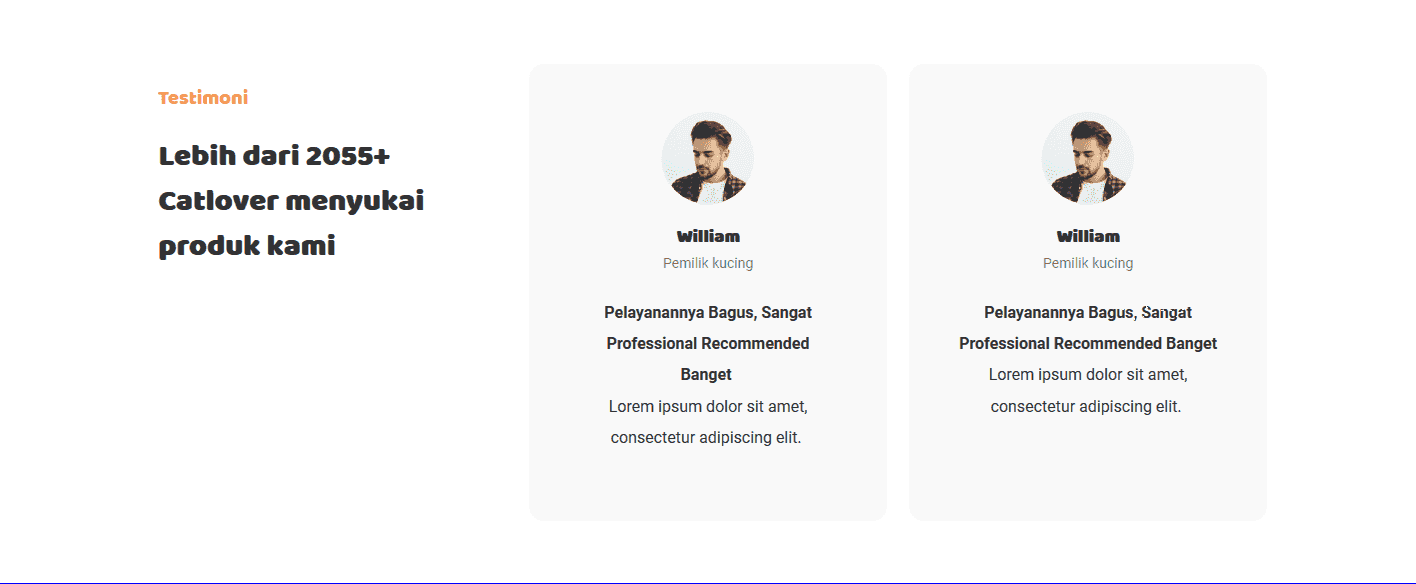 Testimoni
Lebih dari 2055+
Catlover menyukai
produk kami
William
Pemilik kucing
Pelayanannya Bagus, Sangat
Professional Recommended
Banget
Lorem ipsum dolor sit amet,
consectetur adipiscing elit.
William
Pemilik kucing
Pelayanannya Bagus, Sangat
Professional Recommended Banget
Lorem ipsum dolor sit amet,
consectetur adipiscing elit.